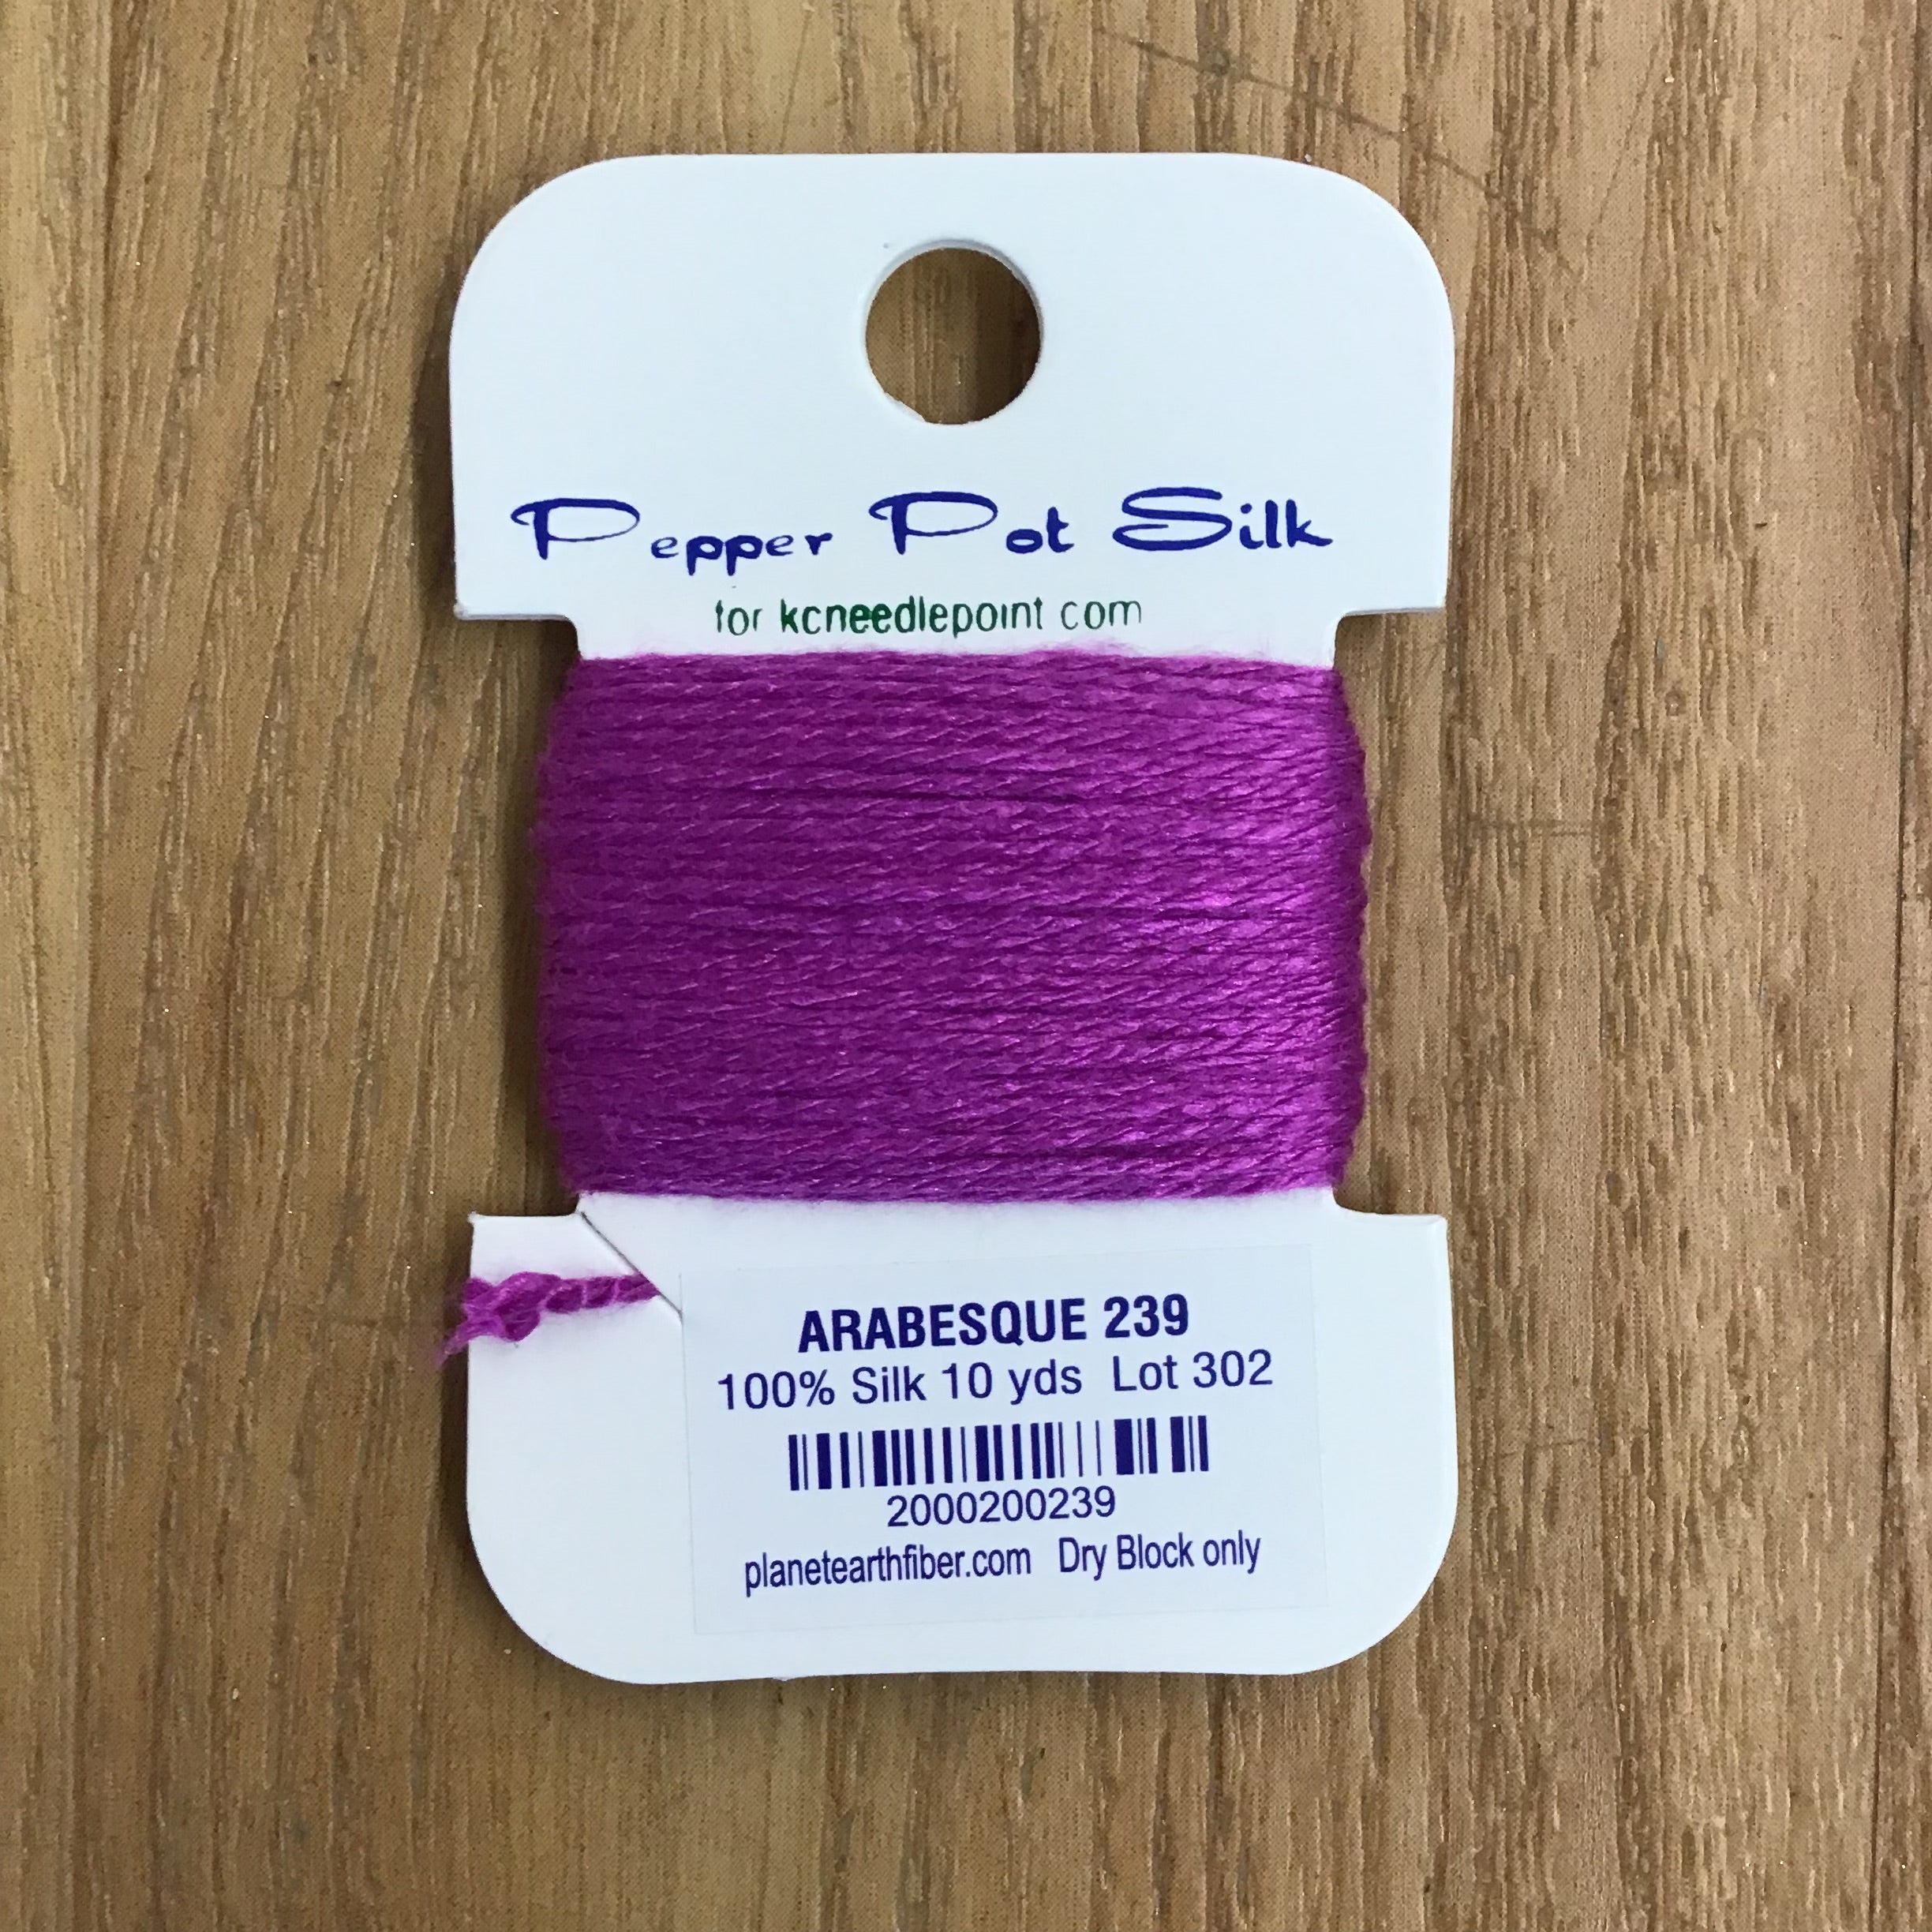 Pepper Pot Silk
for kcneedlepoint com
ARABESQUE 239
100% Silk 10 yds Lot 302
2000200239
planetearthfiber.com Dry Block only